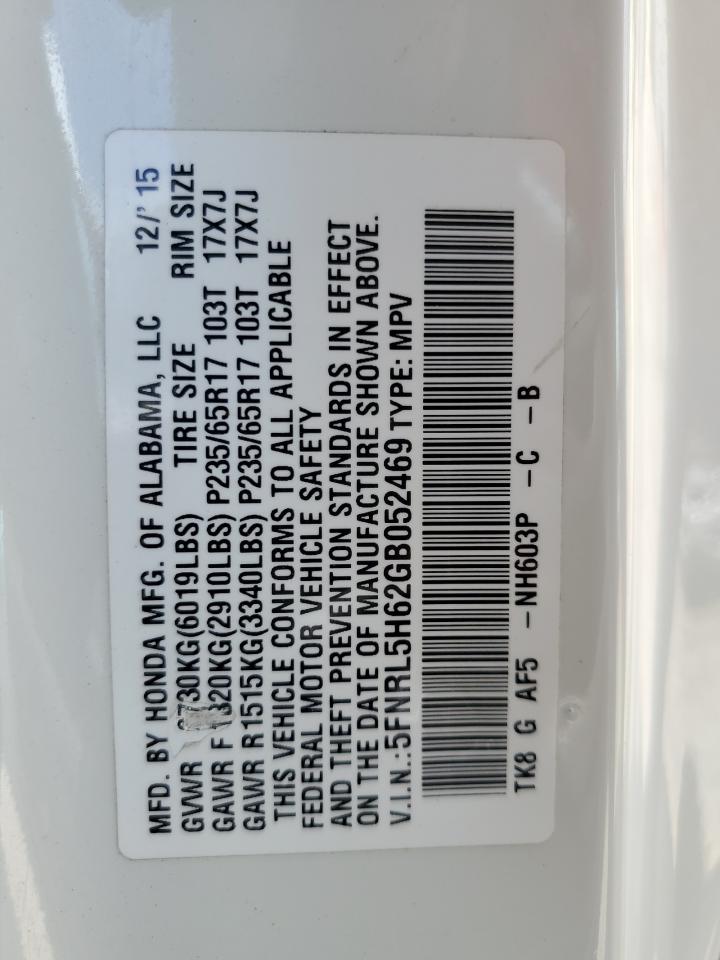 MFD. BY HONDA MFG. OF ALABAMA, LLC 12/'15
GVWR 2730KG(6019LBS) TIRE SIZE RIM SIZE
GAWR F 1320KG(2910LBS) P235/65R17 103T 17X7J
GAWR R1515KG(3340LBS) P235/65R17 103T 17X7J
THIS VEHICLE CONFORMS TO ALL APPLICABLE
FEDERAL MOTOR VEHICLE SAFETY
AND THEFT PREVENTION STANDARDS IN EFFECT
ON THE DATE OF MANUFACTURE SHOWN ABOVE.
V.I.N.:5FNRL5H62GB052469 TYPE: MPV
TK8 G AF5 -NH603P -C -B